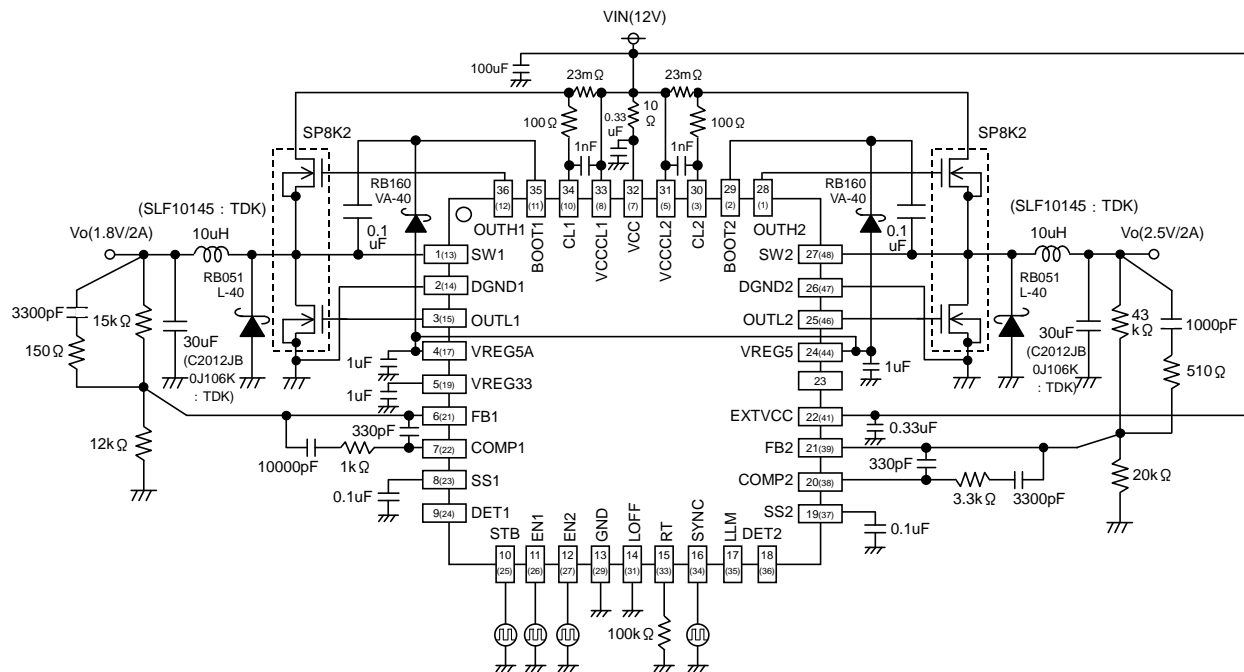 VIN(12V)
100uF
23mΩ
23mΩ
100Ω
0.33
uF
10
Ω
100Ω
1nF
1nF
SP8K2
SP8K2
RB160
VA-40
RB160
VA-40
0.1
uF
0.1
uF
36
(12)
35
(11)
34
(10)
33
(8)
32
(7)
31
(5)
30
(3)
29
(2)
28
(1)
OUTH1
BOOT1
CL1
VCCCL1
VCC
VCCCL2
CL2
BOOT2
OUTH2
(SLF10145 : TDK)
(SLF10145 : TDK)
Vo(1.8V/2A)
10uH
10uH
Vo(2.5V/2A)
1(13) SW1
2(14) DGND1
3(15) OUTL1
4(17) VREG5A
5(19) VREG33
6(21) FB1
7(22) COMP1
8(23) SS1
9(24) DET1
SW2 27(48)
DGND2 26(47)
OUTL2 25(46)
VREG5 24(44)
23
EXTVCC 22(41)
FB2 21(39)
COMP2 20(38)
SS2 19(37)
RB051
L-40
RB051
L-40
3300pF
15kΩ
150Ω
30uF
(C2012JB
0J106K
: TDK)
12kΩ
1uF
1uF
330pF
10000pF
1kΩ
0.1uF
1uF
30uF
(C2012JB
0J106K
: TDK)
43
kΩ
1000pF
510Ω
0.33uF
330pF
3.3kΩ
3300pF
20kΩ
0.1uF
STB
EN1
EN2
GND
LOFF
RT
SYNC
LLM
DET2
10
(25)
11
(26)
12
(27)
13
(29)
14
(31)
15
(33)
16
(34)
17
(35)
18
(36)
100kΩ